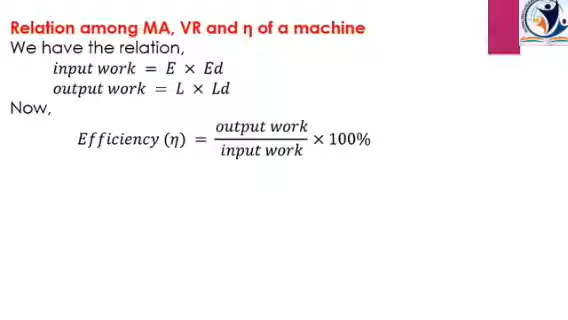 Relation among MA, VR and η of a machine
We have the relation,
input work = E × Ed
output work = L × Ld
Now,
Efficiency (η) = output work / input work × 100%